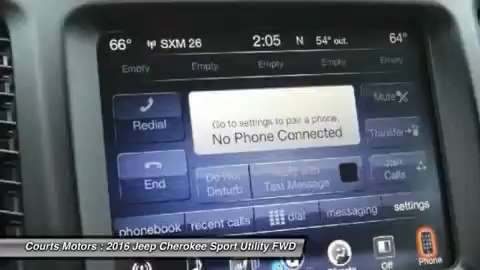 66° SXM 26 2:05 N 54° out. 64°
Empty Empty Empty Empty Empty
Go to settings to pair a phone.
No Phone Connected
Redial
Mute
Transfer
End
Do Not
Disturb
Text Message
Join
Calls
phonebook recent calls dial messaging settings
Off Phone
Courts Motors : 2016 Jeep Cherokee Sport Utility FWD